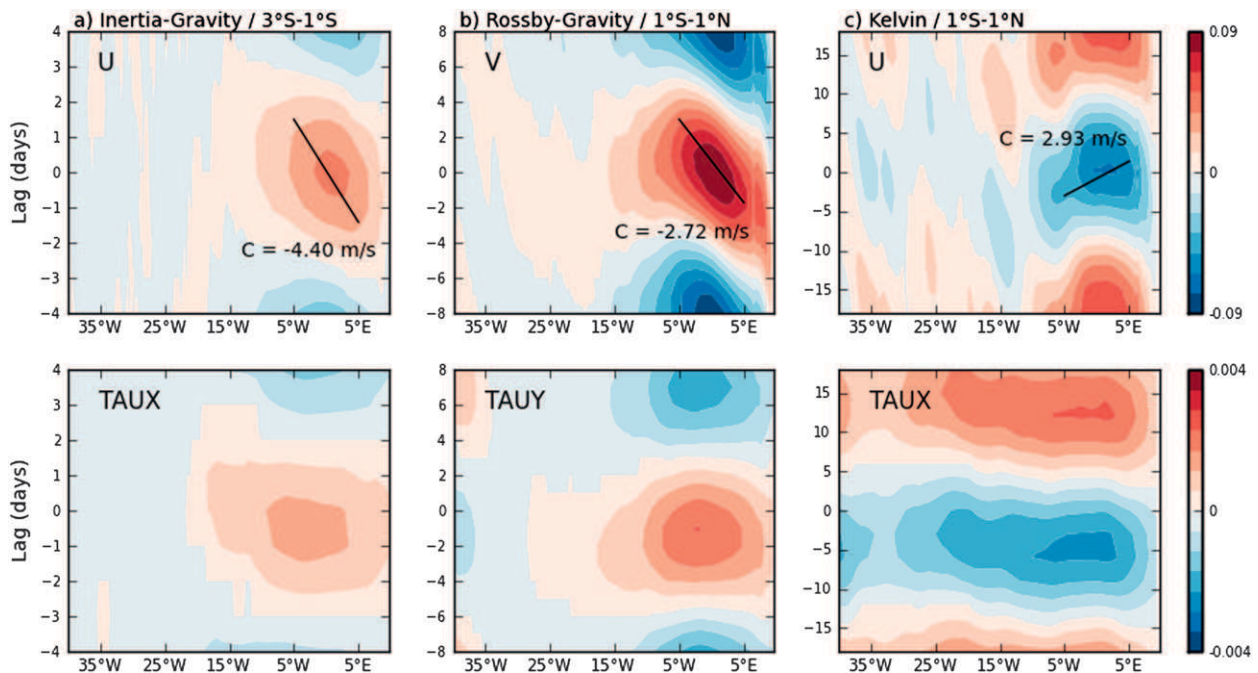 a) Inertia-Gravity / 3°S-1°S
b) Rossby-Gravity / 1°S-1°N
c) Kelvin / 1°S-1°N
Lag (days)
4
3
2
1
0
−1
−2
−3
−4
U
C = -4.40 m/s
35°W 25°W 15°W 5°W 5°E
8
6
4
2
0
−2
−4
−6
−8
V
C = -2.72 m/s
35°W 25°W 15°W 5°W 5°E
15
10
5
0
−5
−10
−15
U
C = 2.93 m/s
35°W 25°W 15°W 5°W 5°E
0.09
0
-0.09
Lag (days)
4
3
2
1
0
−1
−2
−3
−4
TAUX
35°W 25°W 15°W 5°W 5°E
8
6
4
2
0
−2
−4
−6
−8
TAUY
35°W 25°W 15°W 5°W 5°E
15
10
5
0
−5
−10
−15
TAUX
35°W 25°W 15°W 5°W 5°E
0.004
0
-0.004